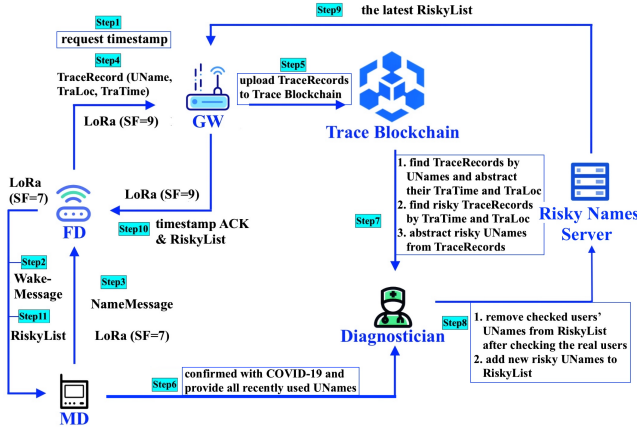 Step1
request timestamp
Step4
TraceRecord (UName,
TraLoc, TraTime)
LoRa (SF=9)
GW
Step9
the latest RiskyList
Step5
upload TraceRecords
to Trace Blockchain
Trace Blockchain
LoRa
(SF=7)
FD
LoRa (SF=9)
Step10
timestamp ACK
& RiskyList
Step7
1. find TraceRecords by
UNames and abstract
their TraTime and TraLoc
2. find risky TraceRecords
by TraTime and TraLoc
3. abstract risky UNames
from TraceRecords
Risky Names
Server
Step2
Wake-
Message
Step11
RiskyList
Step3
NameMessage
LoRa (SF=7)
Diagnostician
Step8
1. remove checked users'
UNames from RiskyList
after checking the real users
2. add new risky UNames to
RiskyList
MD
Step6
confirmed with COVID-19 and
provide all recently used UNames